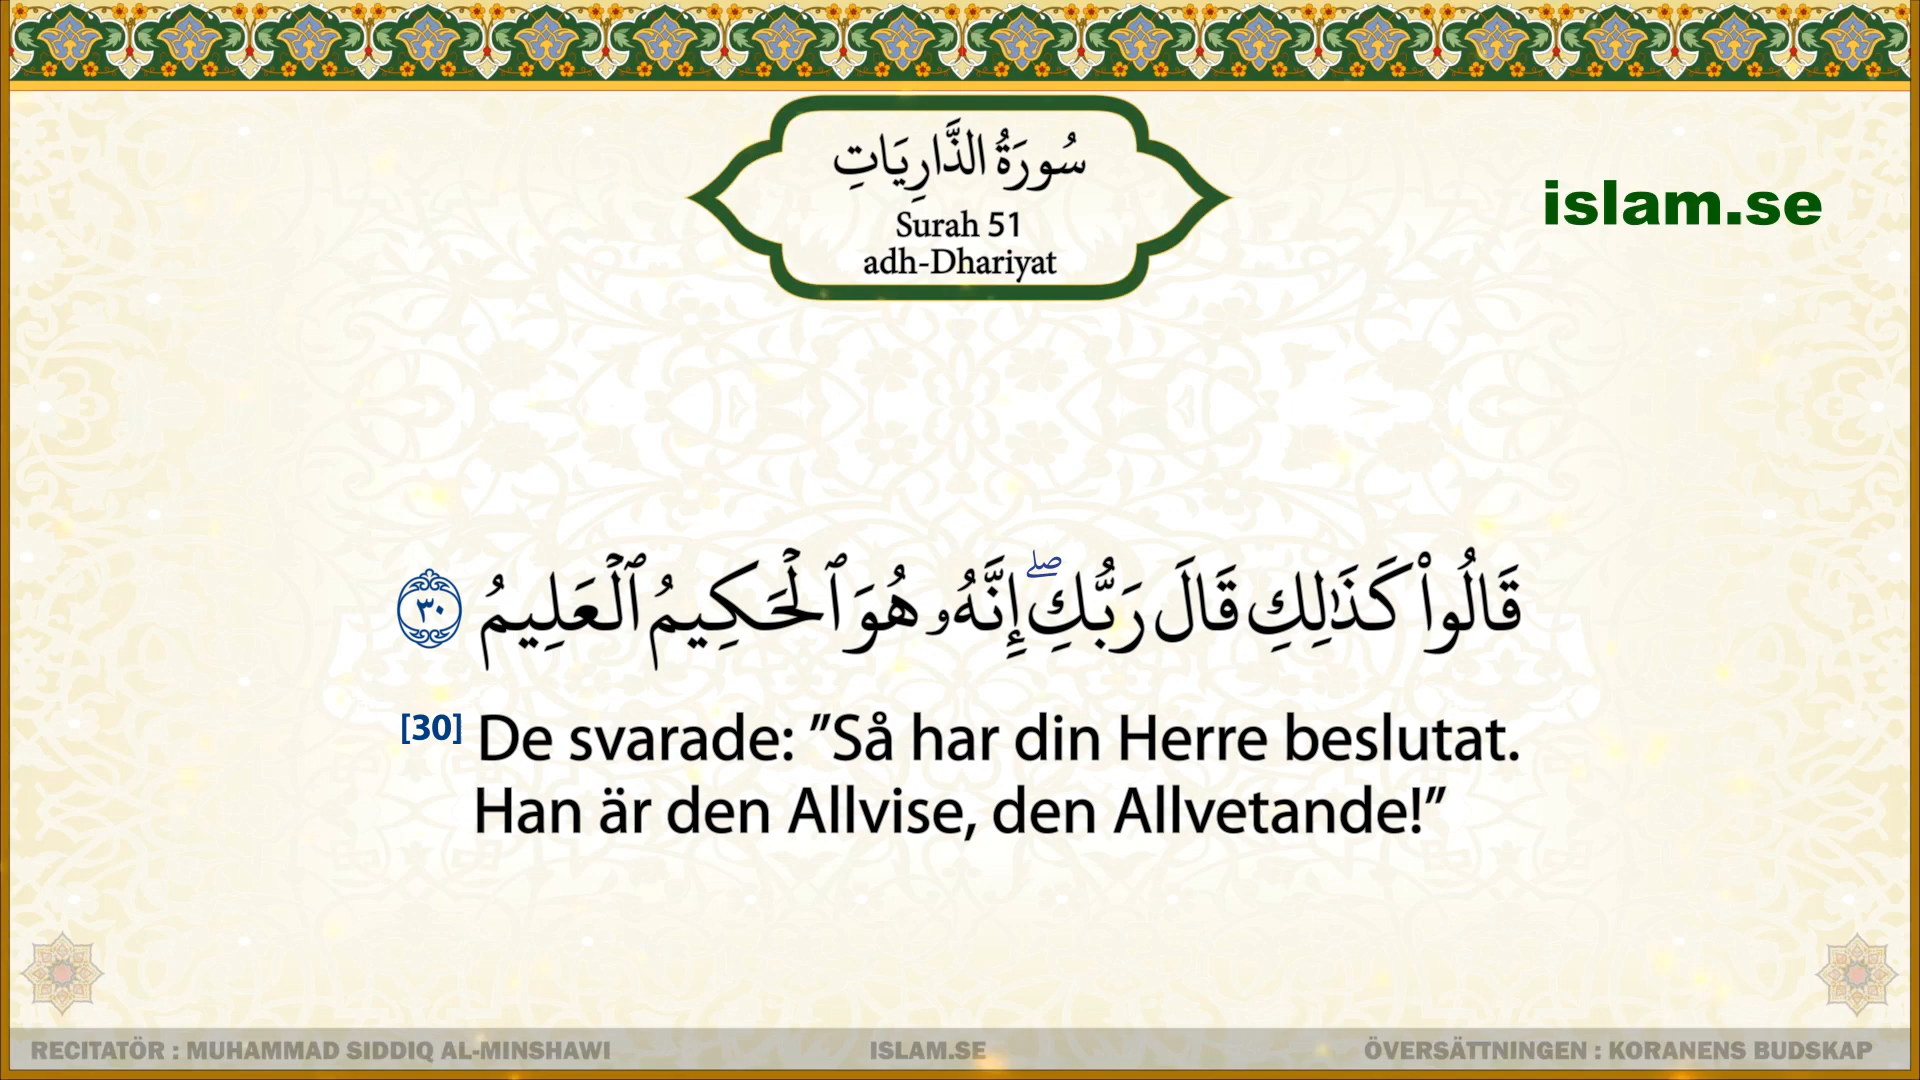 سُورَةُ الذَّارِيَاتِ
Surah 51
adh-Dhariyat
islam.se
قَالُوا۟ كَذَٰلِكِ قَالَ رَبُّكِ ۖ إِنَّهُۥ هُوَ ٱلْحَكِيمُ ٱلْعَلِيمُ ٣٠
[30] De svarade: ”Så har din Herre beslutat.
Han är den Allvise, den Allvetande!”
RECITATÖR : MUHAMMAD SIDDIQ AL-MINSHAWI
ISLAM.SE
ÖVERSÄTTNINGEN : KORANENS BUDSKAP